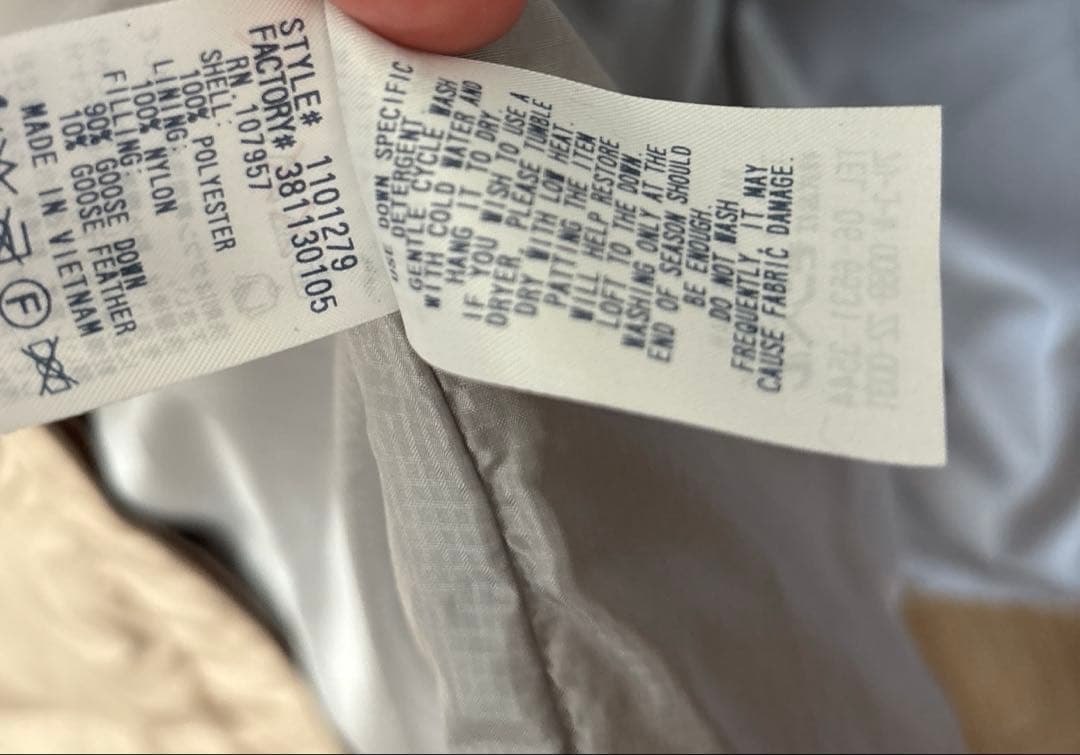 STYLE# 1101279
FACTORY# 3811130105
RN. 107957
SHELL:
100% POLYESTER
LINING:
100% NYLON
FILLING:
90% GOOSE DOWN
10% GOOSE FEATHER
MADE IN VIETNAM
F
USE DOWN SPECIFIC
DETERGENT
GENTLE CYCLE WASH
WITH COLD WATER AND
HANG IT TO DRY.
IF YOU WISH TO USE A
DRYER, PLEASE TUMBLE
DRY WITH LOW HEAT.
PATTING THE ITEM
WILL HELP RESTORE
LOFT TO THE DOWN.
WASHING ONLY AT THE
END OF SEASON SHOULD
BE ENOUGH.
DO NOT WASH
FREQUENTLY IT MAY
CAUSE FABRIC DAMAGE.